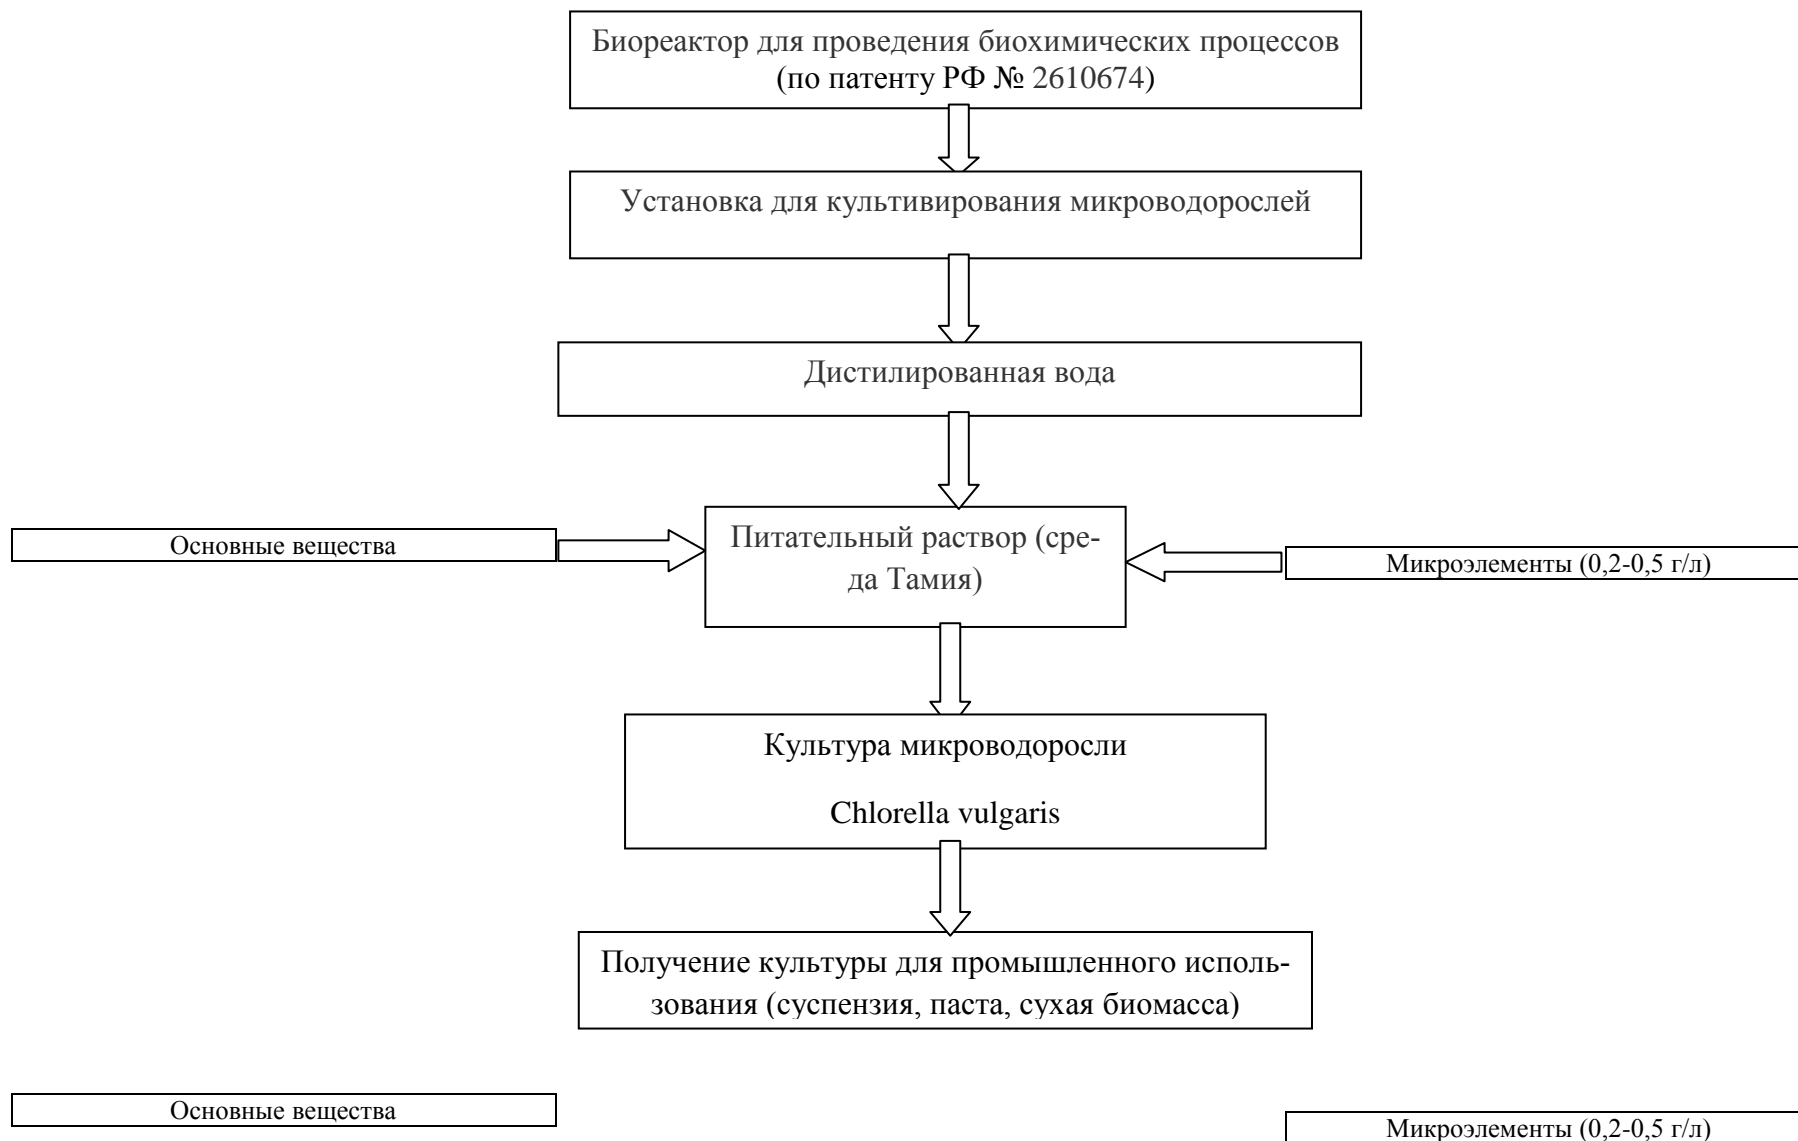 Биореактор для проведения биохимических процессов
(по патенту РФ № 2610674)
Установка для культивирования микроводорослей
Дистилированная вода
Основные вещества
Питательный раствор (сре-
да Тамия)
Микроэлементы (0,2-0,5 г/л)
Культура микроводоросли
Chlorella vulgaris
Получение культуры для промышленного исполь-
зования (суспензия, паста, сухая биомасса)
Основные вещества
Микроэлементы (0,2-0,5 г/л)